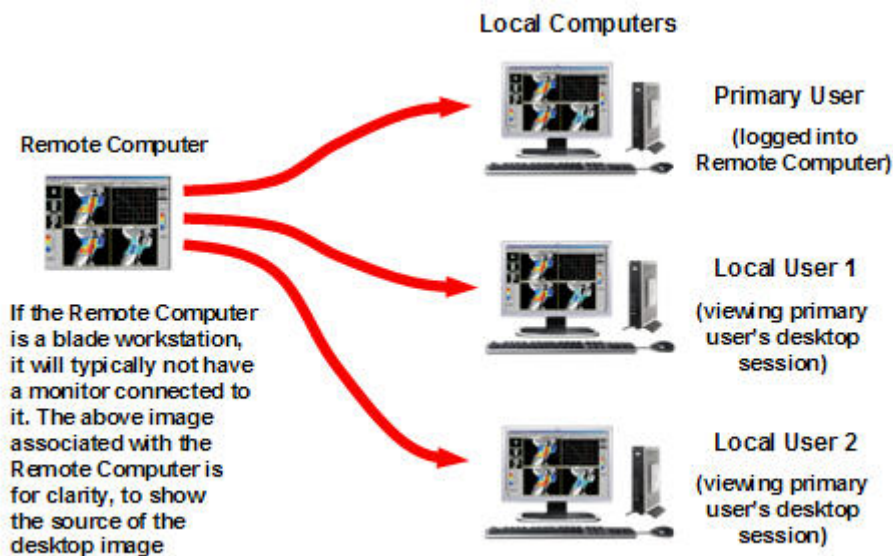 Local Computers
Remote Computer
If the Remote Computer
is a blade workstation,
it will typically not have
a monitor connected to
it. The above image
associated with the
Remote Computer is
for clarity, to show
the source of the
desktop image
Primary User
(logged into
Remote Computer)
Local User 1
(viewing primary
user's desktop
session)
Local User 2
(viewing primary
user's desktop
session)